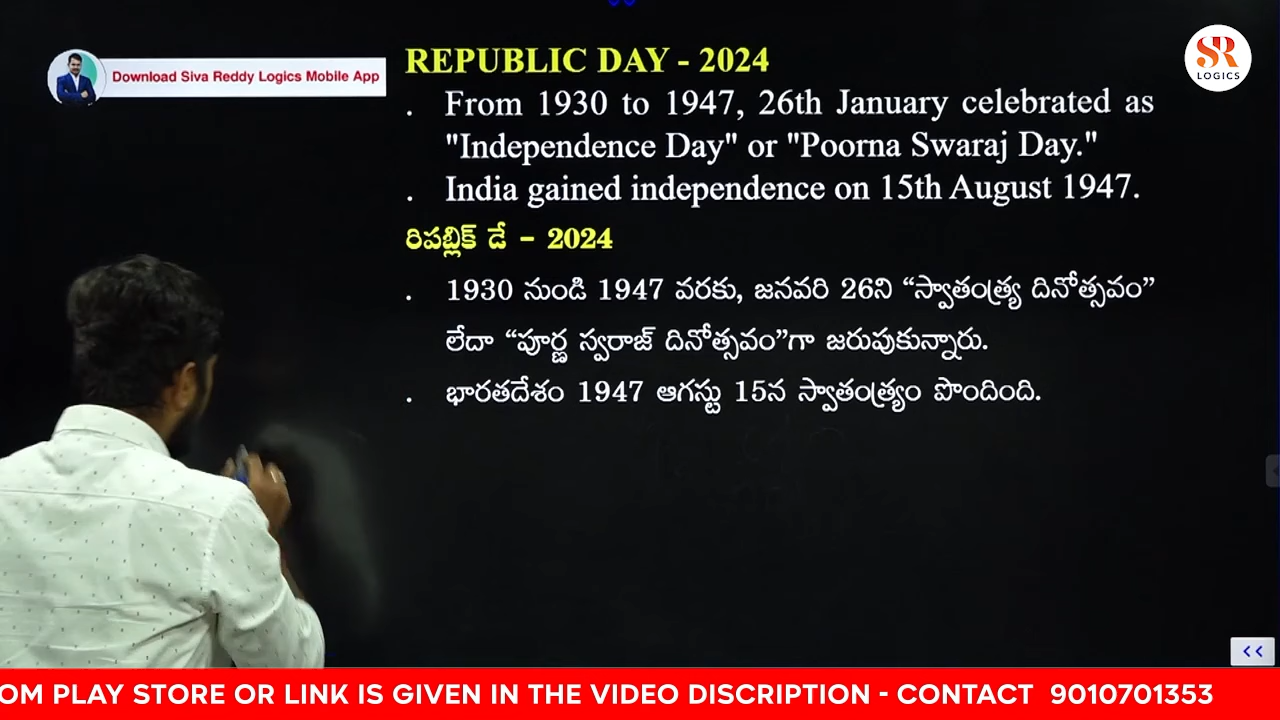 REPUBLIC DAY - 2024
Download Siva Reddy Logics Mobile App
SR
LOGICS
. From 1930 to 1947, 26th January celebrated as
"Independence Day" or "Poorna Swaraj Day."
. India gained independence on 15th August 1947.
రిపబ్లిక్ డే - 2024
. 1930 నుండి 1947 వరకు, జనవరి 26ని “స్వాతంత్ర్య దినోత్సవం”
లేదా “పూర్ణ స్వరాజ్ దినోత్సవం”గా జరుపుకున్నారు.
. భారతదేశం 1947 ఆగస్టు 15న స్వాతంత్ర్యం పొందింది.
<<
OM PLAY STORE OR LINK IS GIVEN IN THE VIDEO DISCRIPTION - CONTACT 9010701353